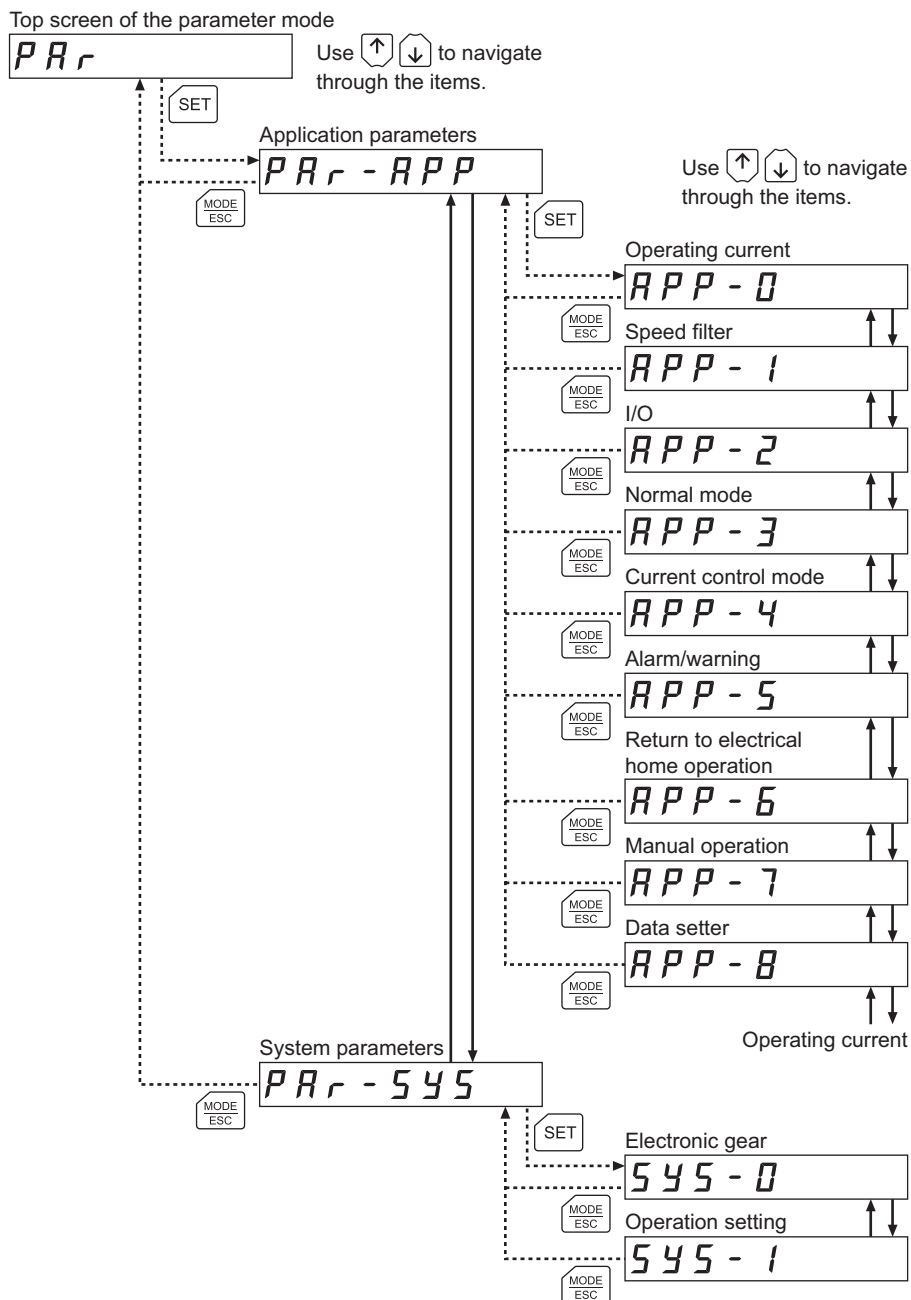 Top screen of the parameter mode
PAr
Use ↑ ↓ to navigate
through the items.
SET
Application parameters
PAr-APP
MODE
ESC
SET
Use ↑ ↓ to navigate
through the items.
Operating current
APP-0
MODE
ESC
Speed filter
APP-1
MODE
ESC
I/O
APP-2
MODE
ESC
Normal mode
APP-3
MODE
ESC
Current control mode
APP-4
MODE
ESC
Alarm/warning
APP-5
MODE
ESC
Return to electrical
home operation
APP-6
MODE
ESC
Manual operation
APP-7
MODE
ESC
Data setter
APP-8
MODE
ESC
Operating current
System parameters
PAr-SYS
MODE
ESC
SET
Electronic gear
SYS-0
MODE
ESC
Operation setting
SYS-1
MODE
ESC